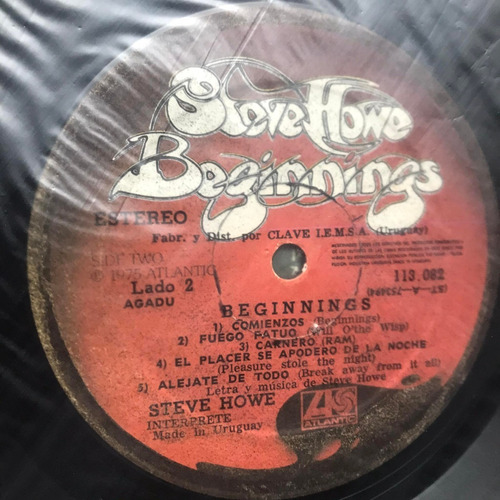 Steve Howe
Beginnings
ESTEREO
Fabr. y Dist. por CLAVE I.E.M.S.A. (Uruguay)
TWO
℗ 1975 ATLANTIC
Lado 2
AGADU
113.082
BEGINNINGS
1) COMIENZOS (Beginnings)
2) FUEGO FATUO (Will O'the Wisp)
3) CARNERO (RAM)
4) EL PLACER SE APODERO DE LA NOCHE
(Pleasure stole the night)
5) ALEJATE DE TODO (Break away from it all)
Letra y música de Steve Howe
STEVE HOWE
INTERPRETE
Made in Uruguay
ATLANTIC